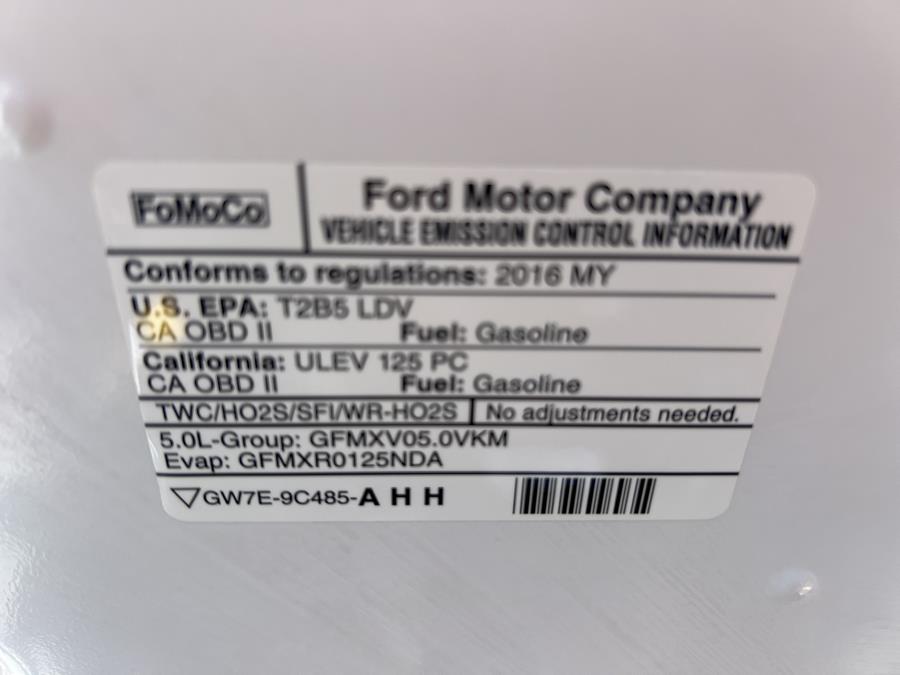 FoMoCo
Ford Motor Company
VEHICLE EMISSION CONTROL INFORMATION
Conforms to regulations: 2016 MY
U.S. EPA: T2B5 LDV
CA OBD II Fuel: Gasoline
California: ULEV 125 PC
CA OBD II Fuel: Gasoline
TWC/HO2S/SFI/WR-HO2S No adjustments needed.
5.0L-Group: GFMXV05.0VKM
Evap: GFMXR0125NDA
GW7E-9C485-A H H